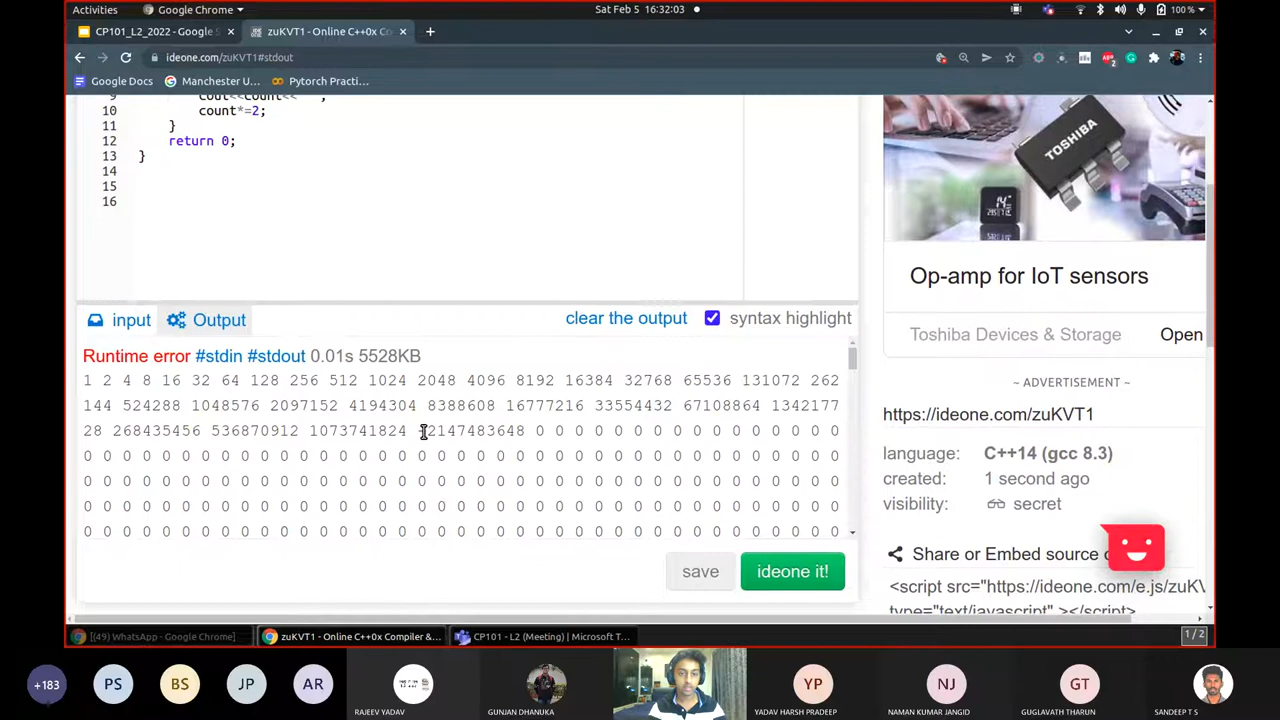 Activities
Google Chrome
Sat Feb 5 16:32:03
100 %
CP101_L2_2022 - Google S
zuKVT1 - Online C++0x Co
ideone.com/zuKVT1#stdout
Google Docs
Manchester U...
Pytorch Practi...
9 cout<<count<<" ";
10 count*=2;
11 }
12 return 0;
13 }
14
15
16
input
Output
clear the output
syntax highlight
Runtime error #stdin #stdout 0.01s 5528KB
1 2 4 8 16 32 64 128 256 512 1024 2048 4096 8192 16384 32768 65536 131072 262
144 524288 1048576 2097152 4194304 8388608 16777216 33554432 67108864 1342177
28 268435456 536870912 1073741824 -2147483648 0 0 0 0 0 0 0 0 0 0 0 0 0 0 0 0
0 0 0 0 0 0 0 0 0 0 0 0 0 0 0 0 0 0 0 0 0 0 0 0 0 0 0 0 0 0 0 0 0 0 0 0 0 0 0
0 0 0 0 0 0 0 0 0 0 0 0 0 0 0 0 0 0 0 0 0 0 0 0 0 0 0 0 0 0 0 0 0 0 0 0 0 0 0
0 0 0 0 0 0 0 0 0 0 0 0 0 0 0 0 0 0 0 0 0 0 0 0 0 0 0 0 0 0 0 0 0 0 0 0 0 0 0
0 0 0 0 0 0 0 0 0 0 0 0 0 0 0 0 0 0 0 0 0 0 0 0 0 0 0 0 0 0 0 0 0 0 0 0 0 0 0
save
ideone it!
TOSHIBA
Op-amp for IoT sensors
Toshiba Devices & Storage
Open
~ ADVERTISEMENT ~
https://ideone.com/zuKVT1
language: C++14 (gcc 8.3)
created: 1 second ago
visibility: secret
Share or Embed source c
<script src="https://ideone.com/e.js/zuKV
type="text/javascript" ></script>
[(49) WhatsApp - Google Chrome]
zuKVT1 - Online C++0x Compiler &...
CP101 - L2 (Meeting) | Microsoft T...
1 / 2
+183
PS
BS
JP
AR
RAJEEV YADAV
GUNJAN DHANUKA
YP
YADAV HARSH PRADEEP
NJ
NAMAN KUMAR JANGID
GT
GUGLAVATH THARUN
SANDEEP T S